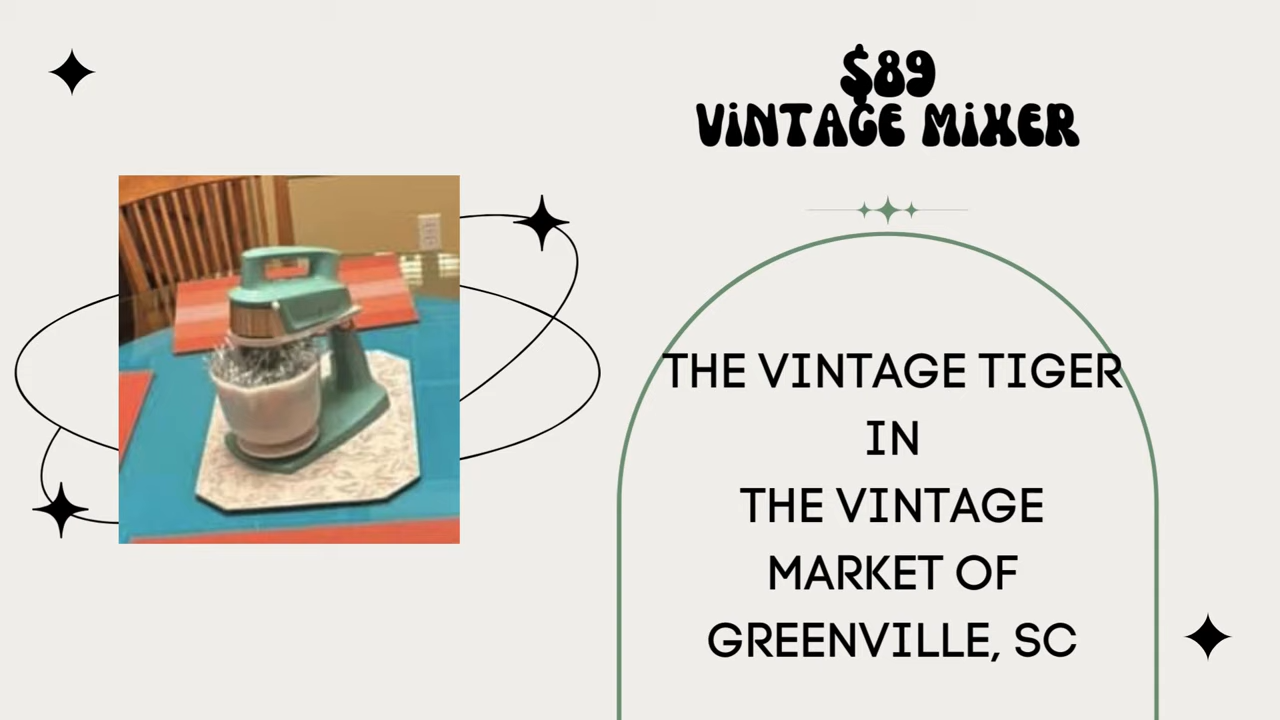 $89
VINTAGE MIXER
THE VINTAGE TIGER
IN
THE VINTAGE
MARKET OF
GREENVILLE, SC